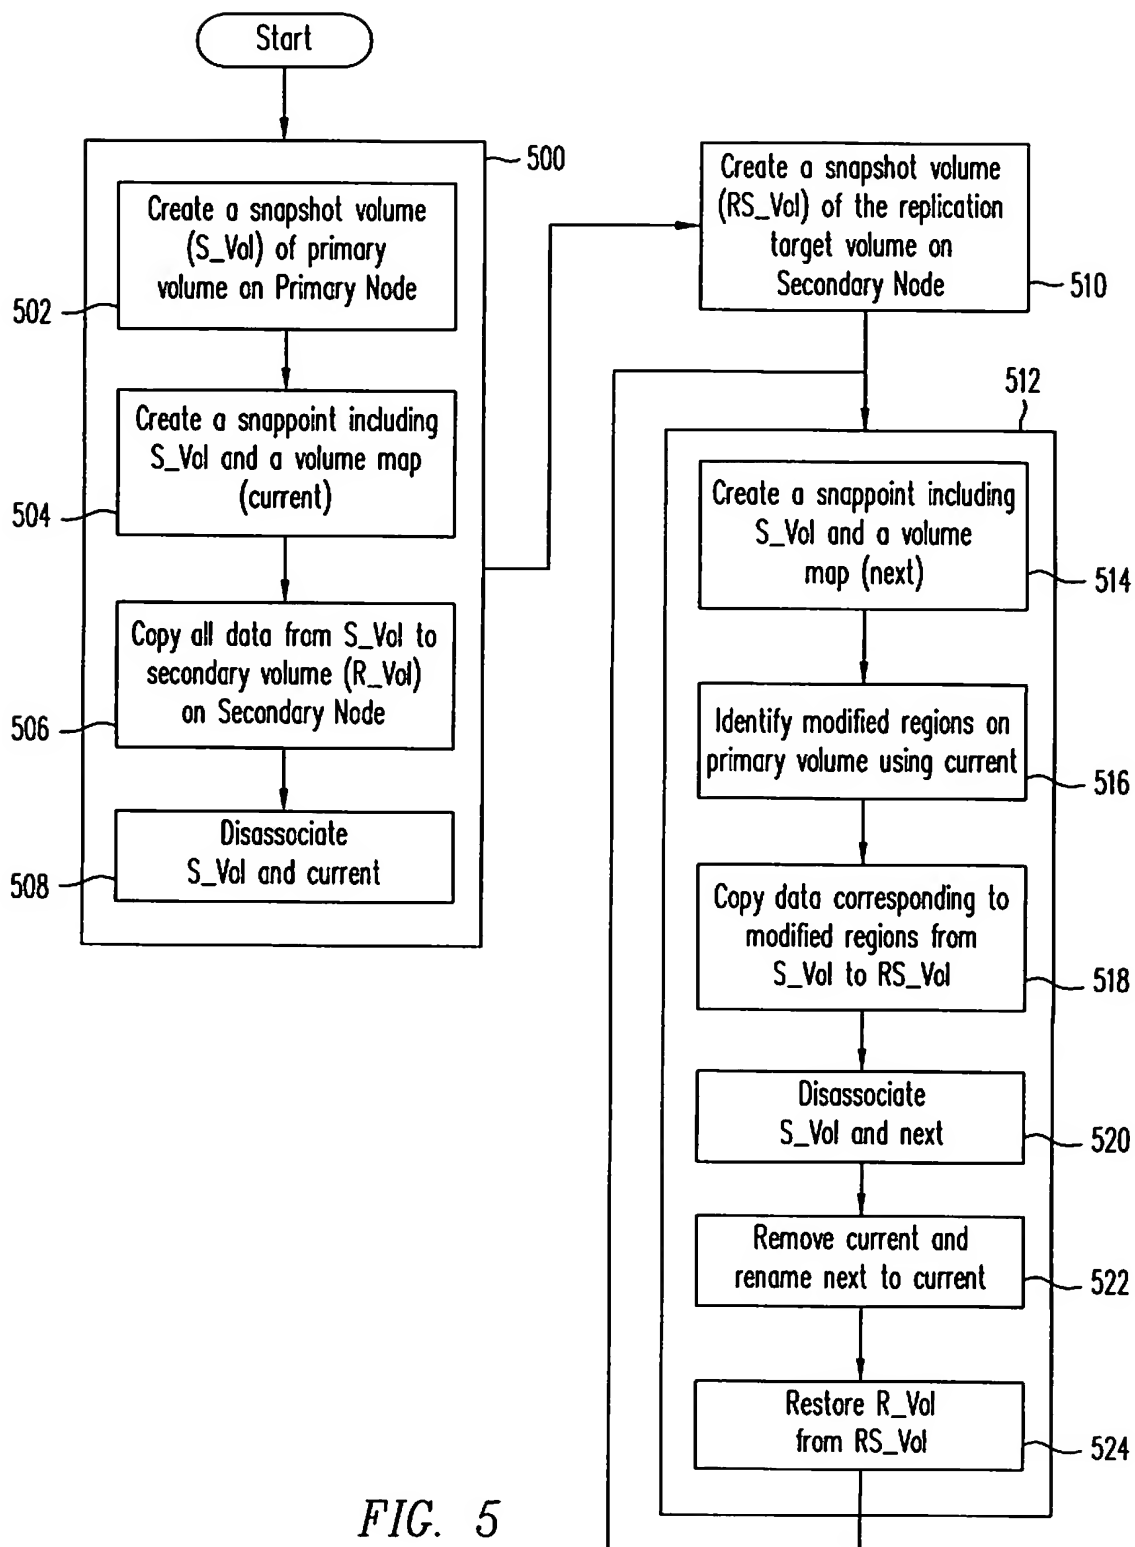 Start
500
Create a snapshot volume
(S_Vol) of primary
volume on Primary Node
502
Create a snappoint including
S_Vol and a volume map
(current)
504
Copy all data from S_Vol to
secondary volume (R_Vol)
on Secondary Node
506
Disassociate
S_Vol and current
508
Create a snapshot volume
(RS_Vol) of the replication
target volume on
Secondary Node
510
512
Create a snappoint including
S_Vol and a volume
map (next)
514
Identify modified regions on
primary volume using current
516
Copy data corresponding to
modified regions from
S_Vol to RS_Vol
518
Disassociate
S_Vol and next
520
Remove current and
rename next to current
522
Restore R_Vol
from RS_Vol
524
FIG. 5